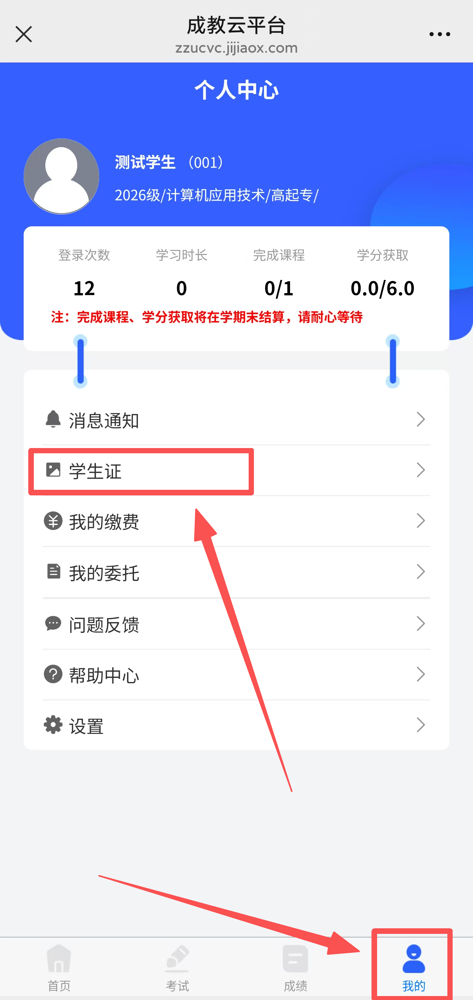 成教云平台
zzucvc.jijiaox.com
个人中心
测试学生 （001）
2026级/计算机应用技术/高起专/
登录次数 学习时长 完成课程 学分获取
12 0 0/1 0.0/6.0
注：完成课程、学分获取将在学期末结算，请耐心等待
消息通知
学生证
我的缴费
我的委托
问题反馈
帮助中心
设置
首页 考试 成绩 我的